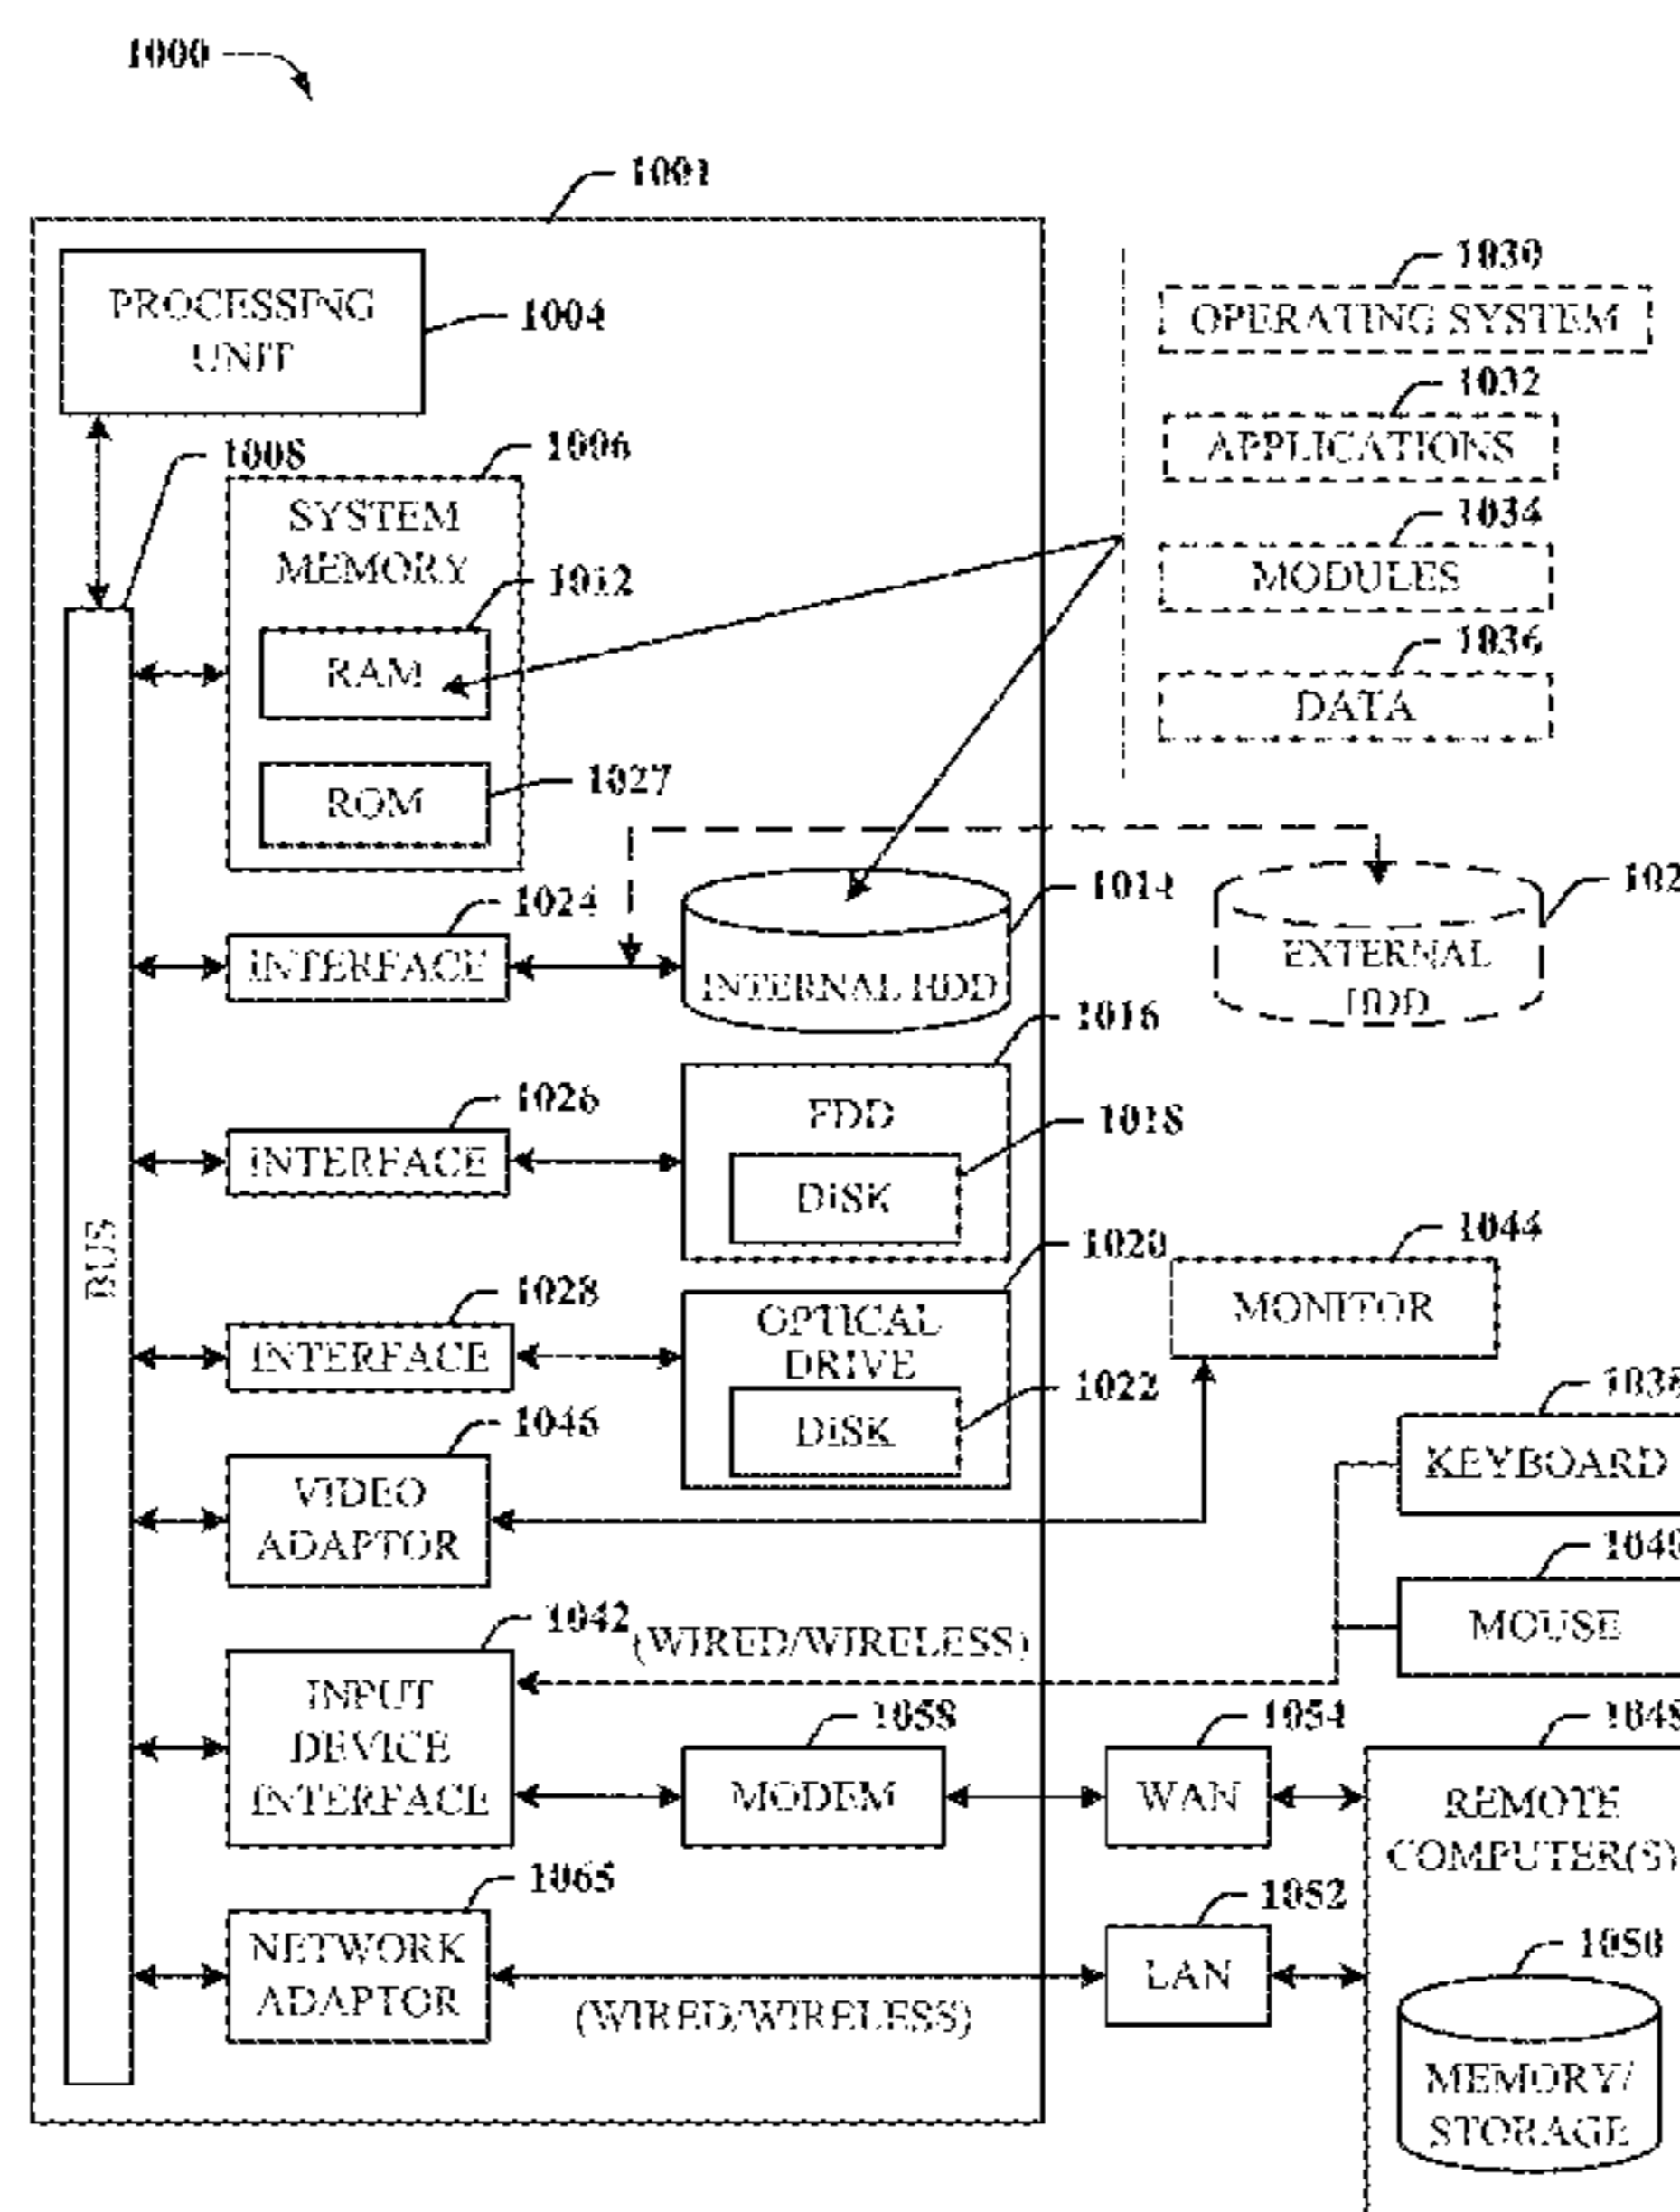 1000
1001
PROCESSING
UNIT
1004
1030
OPERATING SYSTEM
1032
APPLICATIONS
1034
MODULES
1036
DATA
1008
1006
SYSTEM
MEMORY
1012
RAM
ROM
1027
1024
INTERFACE
1014
INTERNAL HDD
EXTERNAL
HDD
1016
1026
INTERFACE
FDD
1018
DISK
BUS
1028
INTERFACE
1020
OPTICAL
DRIVE
1022
DISK
1044
MONITOR
1046
VIDEO
ADAPTOR
KEYBOARD
MOUSE
1042
(WIRED/WIRELESS)
INPUT
DEVICE
INTERFACE
1058
MODEM
1054
WAN
1048
REMOTE
COMPUTER(S)
1065
NETWORK
ADAPTOR
(WIRED/WIRELESS)
1052
LAN
1050
MEMORY/
STORAGE